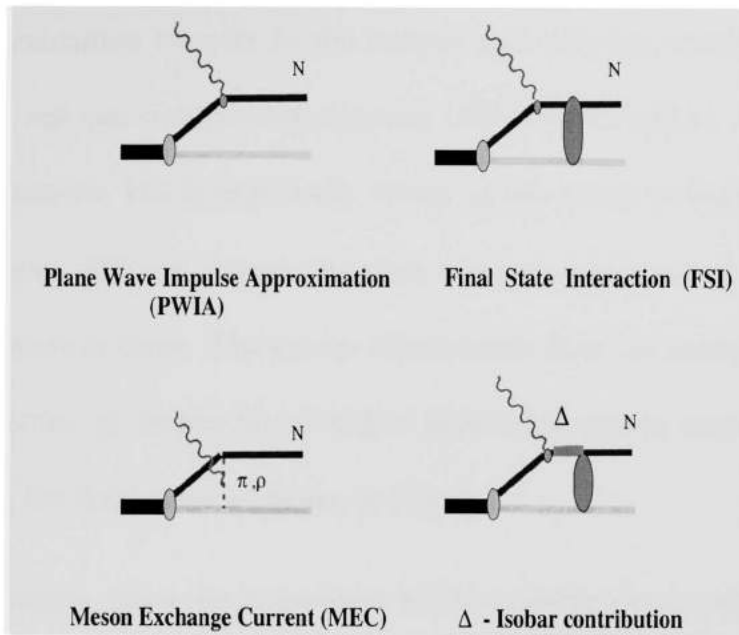 N
N
Plane Wave Impulse Approximation
(PWIA)
Final State Interaction (FSI)
N
π,ρ
Δ
N
Meson Exchange Current (MEC)
Δ - Isobar contribution